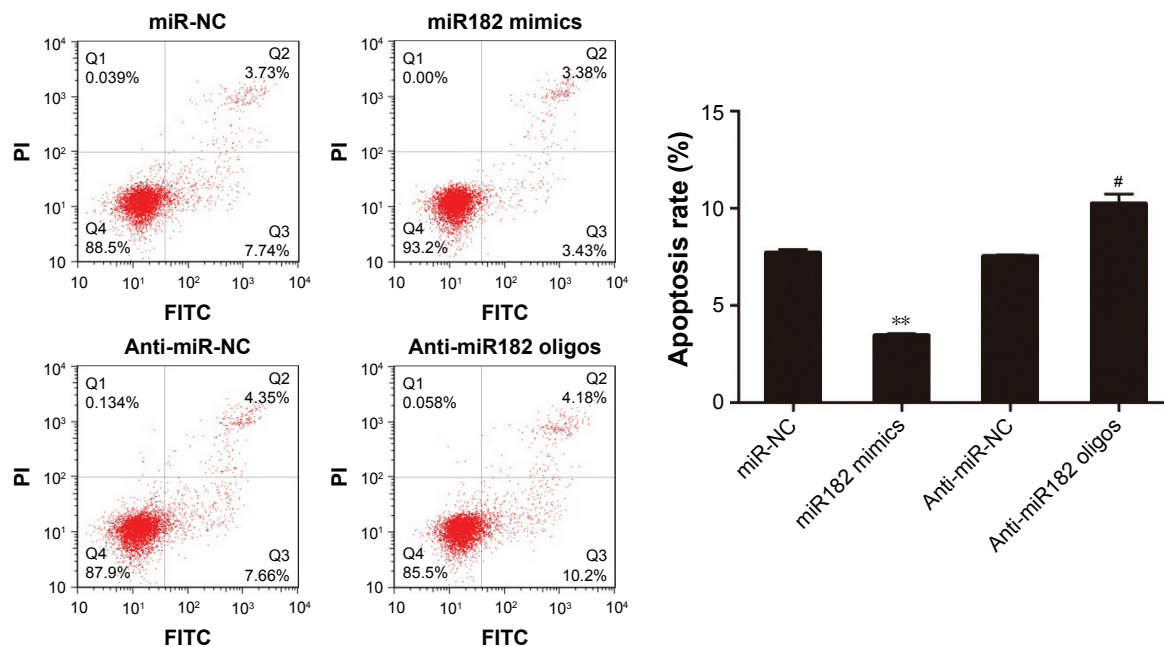 miR-NC
PI
10⁴
10³
10²
10¹
10
Q1
0.039%
Q2
3.73%
Q4
88.5%
Q3
7.74%
10 10¹ 10² 10³ 10⁴
FITC
miR182 mimics
PI
10⁴
10³
10²
10¹
10
Q1
0.00%
Q2
3.38%
Q4
93.2%
Q3
3.43%
10 10¹ 10² 10³ 10⁴
FITC
Anti-miR-NC
PI
10⁴
10³
10²
10¹
10
Q1
0.134%
Q2
4.35%
Q4
87.9%
Q3
7.66%
10 10¹ 10² 10³ 10⁴
FITC
Anti-miR182 oligos
PI
10⁴
10³
10²
10¹
10
Q1
0.058%
Q2
4.18%
Q4
85.5%
Q3
10.2%
10 10¹ 10² 10³ 10⁴
FITC
Apoptosis rate (%)
15
10
5
0
**
#
miR-NC
miR182 mimics
Anti-miR-NC
Anti-miR182 oligos